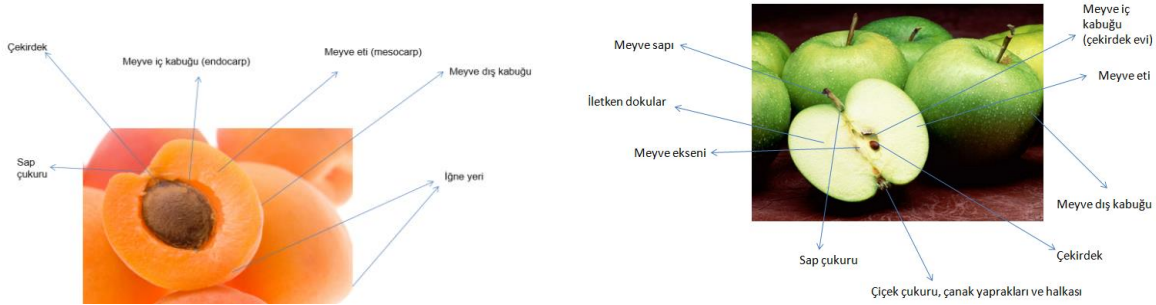 Çekirdek
Meyve iç kabuğu (endocarp)
Meyve eti (mesocarp)
Meyve dış kabuğu
Sap
çukuru
İğne yeri
Meyve sapı
İletken dokular
Meyve ekseni
Meyve iç
kabuğu
(çekirdek evi)
Meyve eti
Meyve dış kabuğu
Çekirdek
Sap çukuru
Çiçek çukuru, çanak yaprakları ve halkası